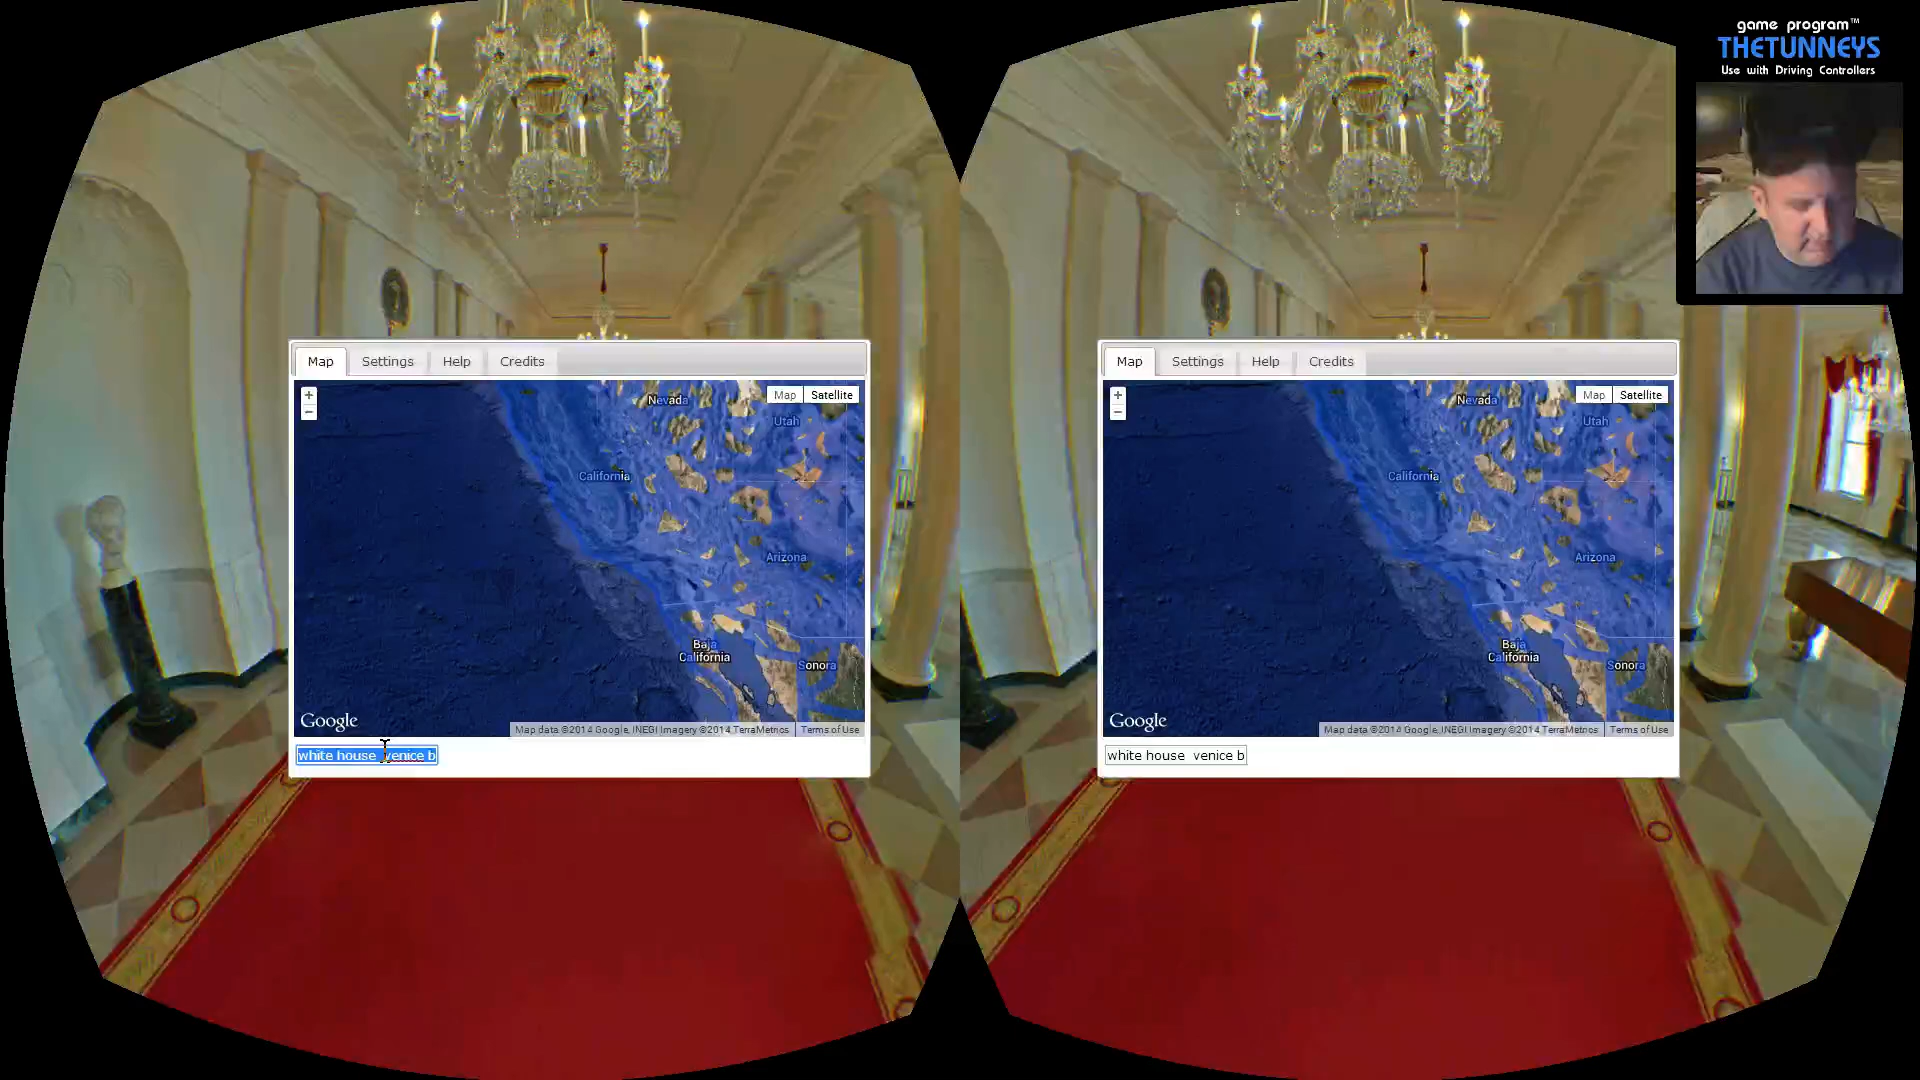 game program™
THETUNNEYS
Use with Driving Controllers
Map Settings Help Credits
+
−
Map Satellite
Nevada
Utah
California
Arizona
Baja
California
Sonora
Google
Map data ©2014 Google, INEGI Imagery ©2014 TerraMetrics Terms of Use
white house  venice b
Map Settings Help Credits
+
−
Map Satellite
Nevada
Utah
California
Arizona
Baja
California
Sonora
Google
Map data ©2014 Google, INEGI Imagery ©2014 TerraMetrics Terms of Use
white house  venice b